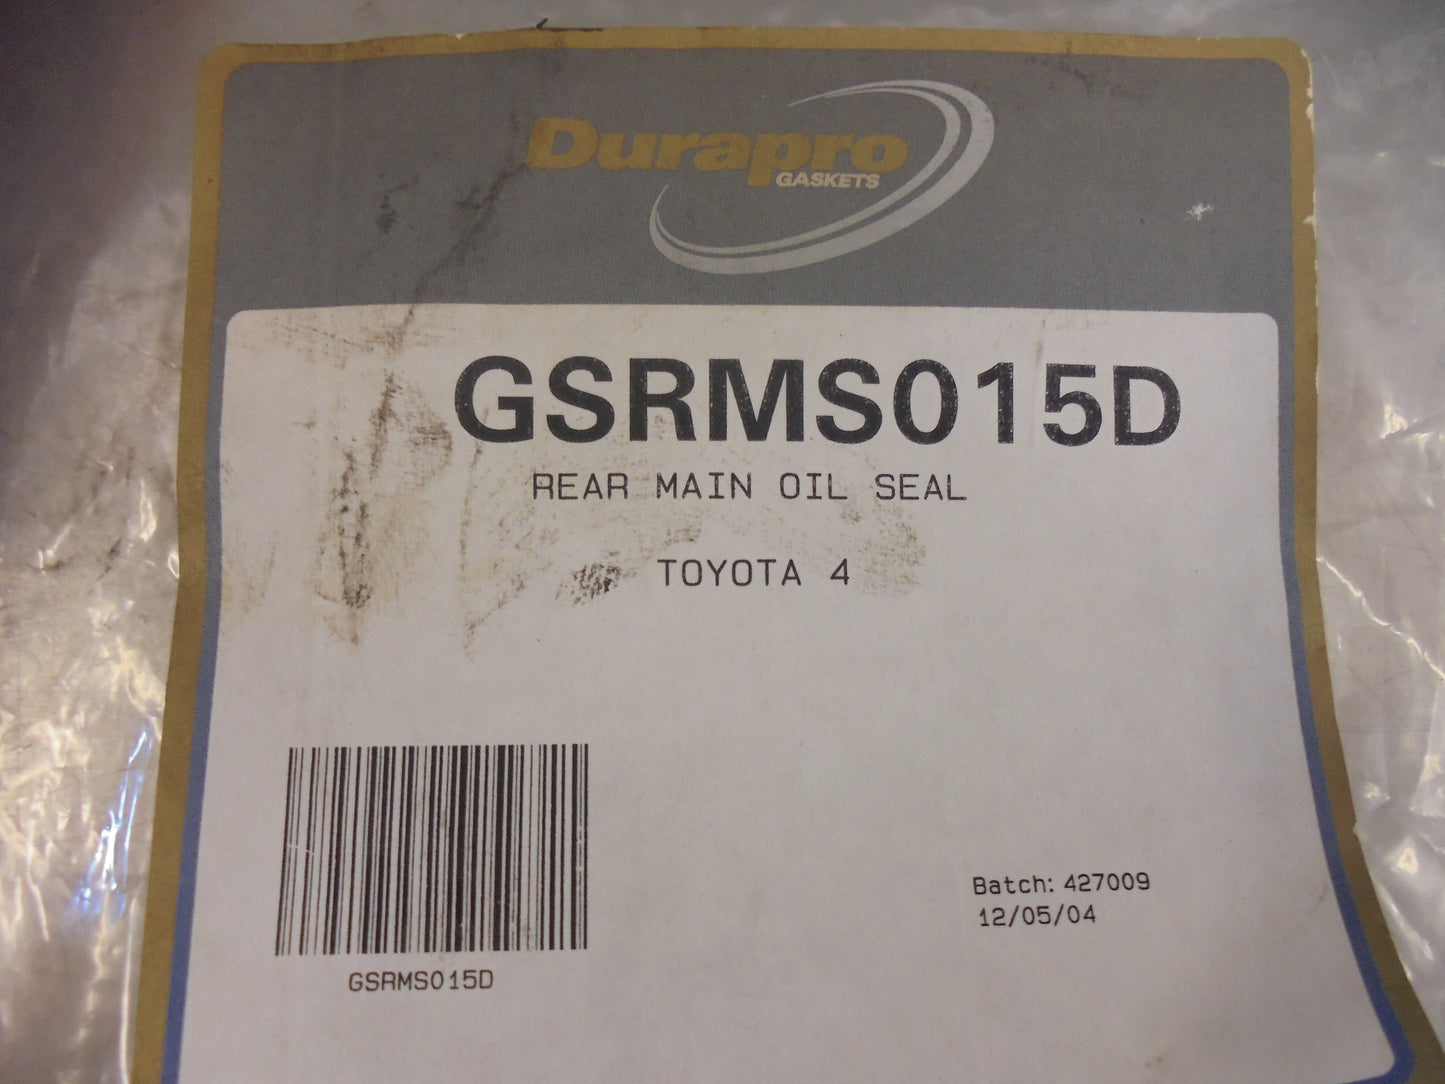 Durapro
GASKETS
GSRMS015D
REAR MAIN OIL SEAL
TOYOTA 4
Batch: 427009
12/05/04
GSRMS015D